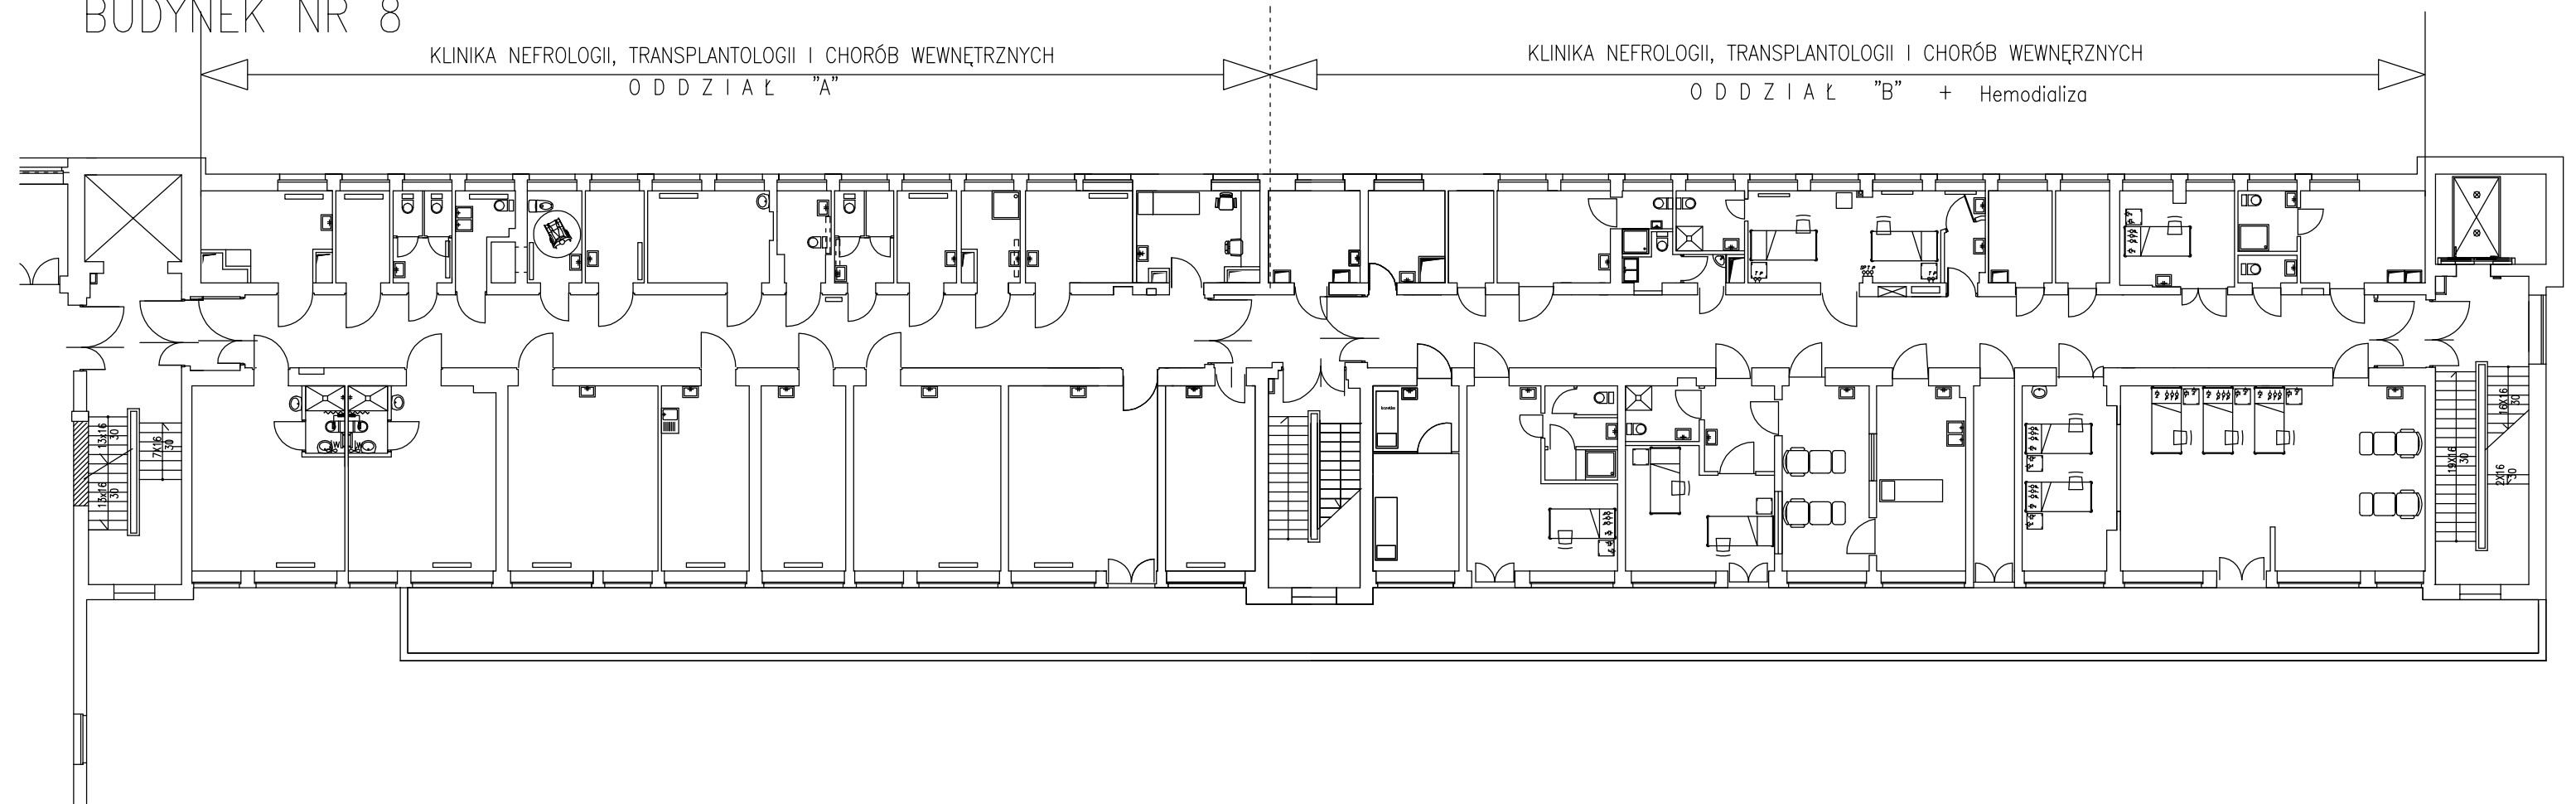 BUDYNEK NR 8
KLINIKA NEFROLOGII, TRANSPLANTOLOGII I CHORÓB WEWNĘTRZNYCH
ODDZIAŁ "A"
KLINIKA NEFROLOGII, TRANSPLANTOLOGII I CHORÓB WEWNĘRZNYCH
ODDZIAŁ "B" + Hemodializa
13x16
30
7X16
30
13x16
30
16X16
30
19X16
30
2X16
30